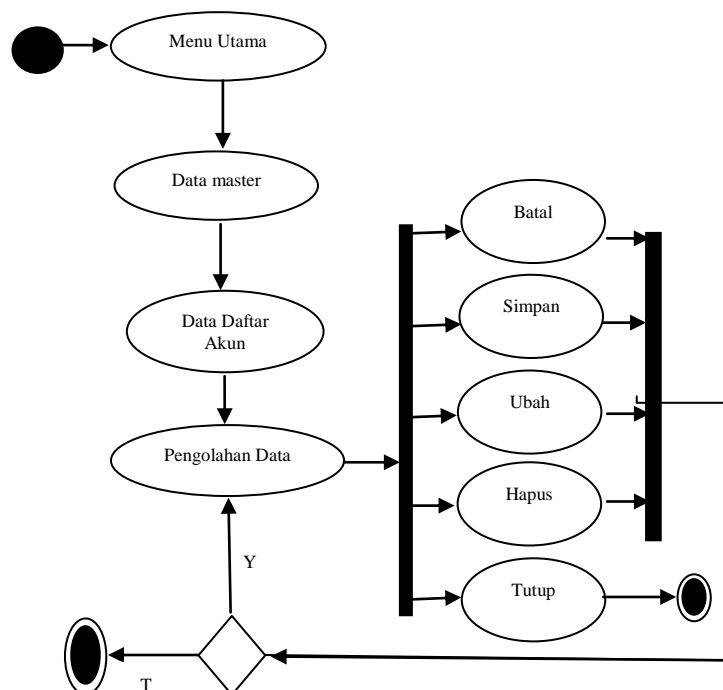 Menu Utama
Data master
Data Daftar
Akun
Pengolahan Data
Batal
Simpan
Ubah
Hapus
Tutup
Y
T